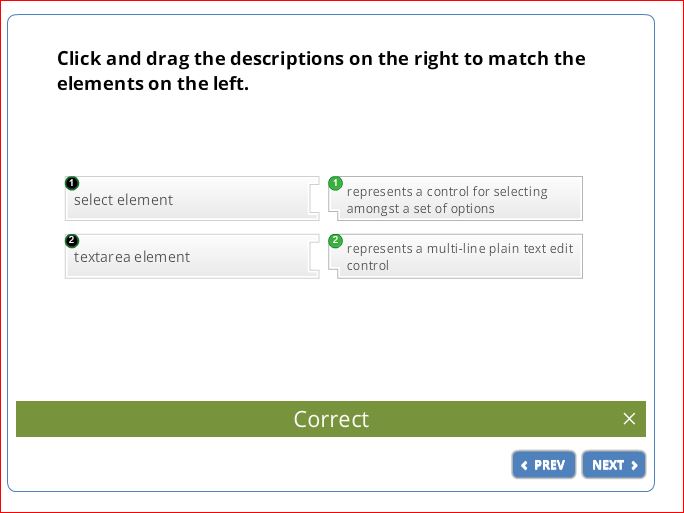 Click and drag the descriptions on the right to match the
elements on the left.
1
select element
1
represents a control for selecting
amongst a set of options
2
textarea element
2
represents a multi-line plain text edit
control
Correct
PREV
NEXT